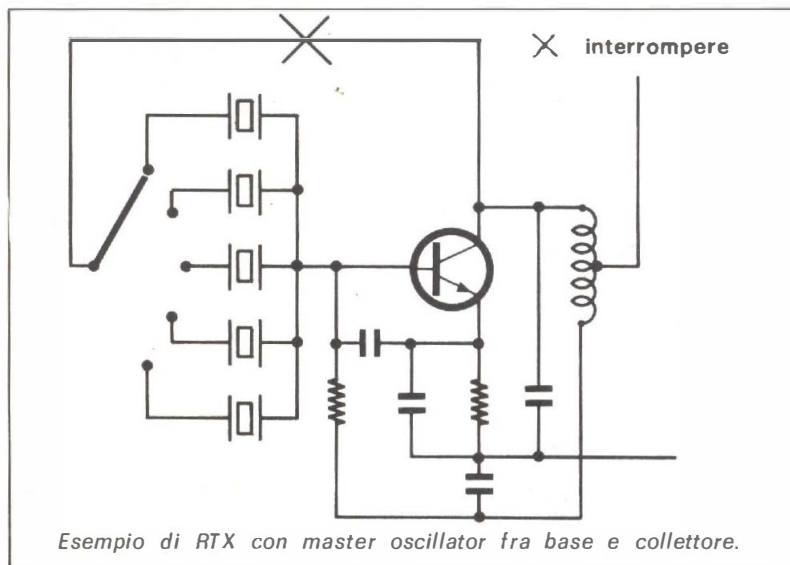 interrompere
Esempio di RTX con master oscillator fra base e collettore.